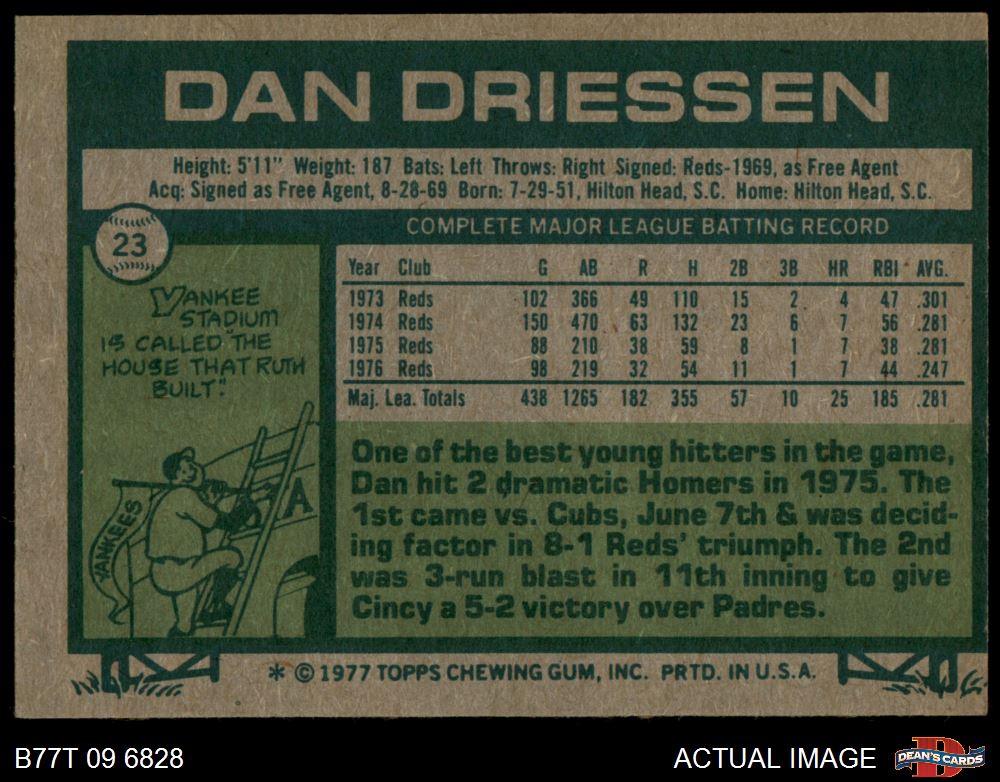 DAN DRIESSEN
Height: 5'11" Weight: 187 Bats: Left Throws: Right Signed: Reds-1969, as Free Agent
Acq: Signed as Free Agent, 8-28-69 Born: 7-29-51, Hilton Head, S.C. Home: Hilton Head, S.C.
23
COMPLETE MAJOR LEAGUE BATTING RECORD
Year Club G AB R H 2B 3B HR RBI AVG.
1973 Reds 102 366 49 110 15 2 4 47 .301
1974 Reds 150 470 63 132 23 6 7 56 .281
1975 Reds 88 210 38 59 8 1 7 38 .281
1976 Reds 98 219 32 54 11 1 7 44 .247
Maj. Lea. Totals 438 1265 182 355 57 10 25 185 .281
YANKEE
STADIUM
IS CALLED "THE
HOUSE THAT RUTH
BUILT."
YANKEES
A
One of the best young hitters in the game,
Dan hit 2 dramatic Homers in 1975. The
1st came vs. Cubs, June 7th & was decid-
ing factor in 8-1 Reds' triumph. The 2nd
was 3-run blast in 11th inning to give
Cincy a 5-2 victory over Padres.
* © 1977 TOPPS CHEWING GUM, INC. PRTD. IN U.S.A.
B77T 09 6828
ACTUAL IMAGE
D
DEAN'S CARDS